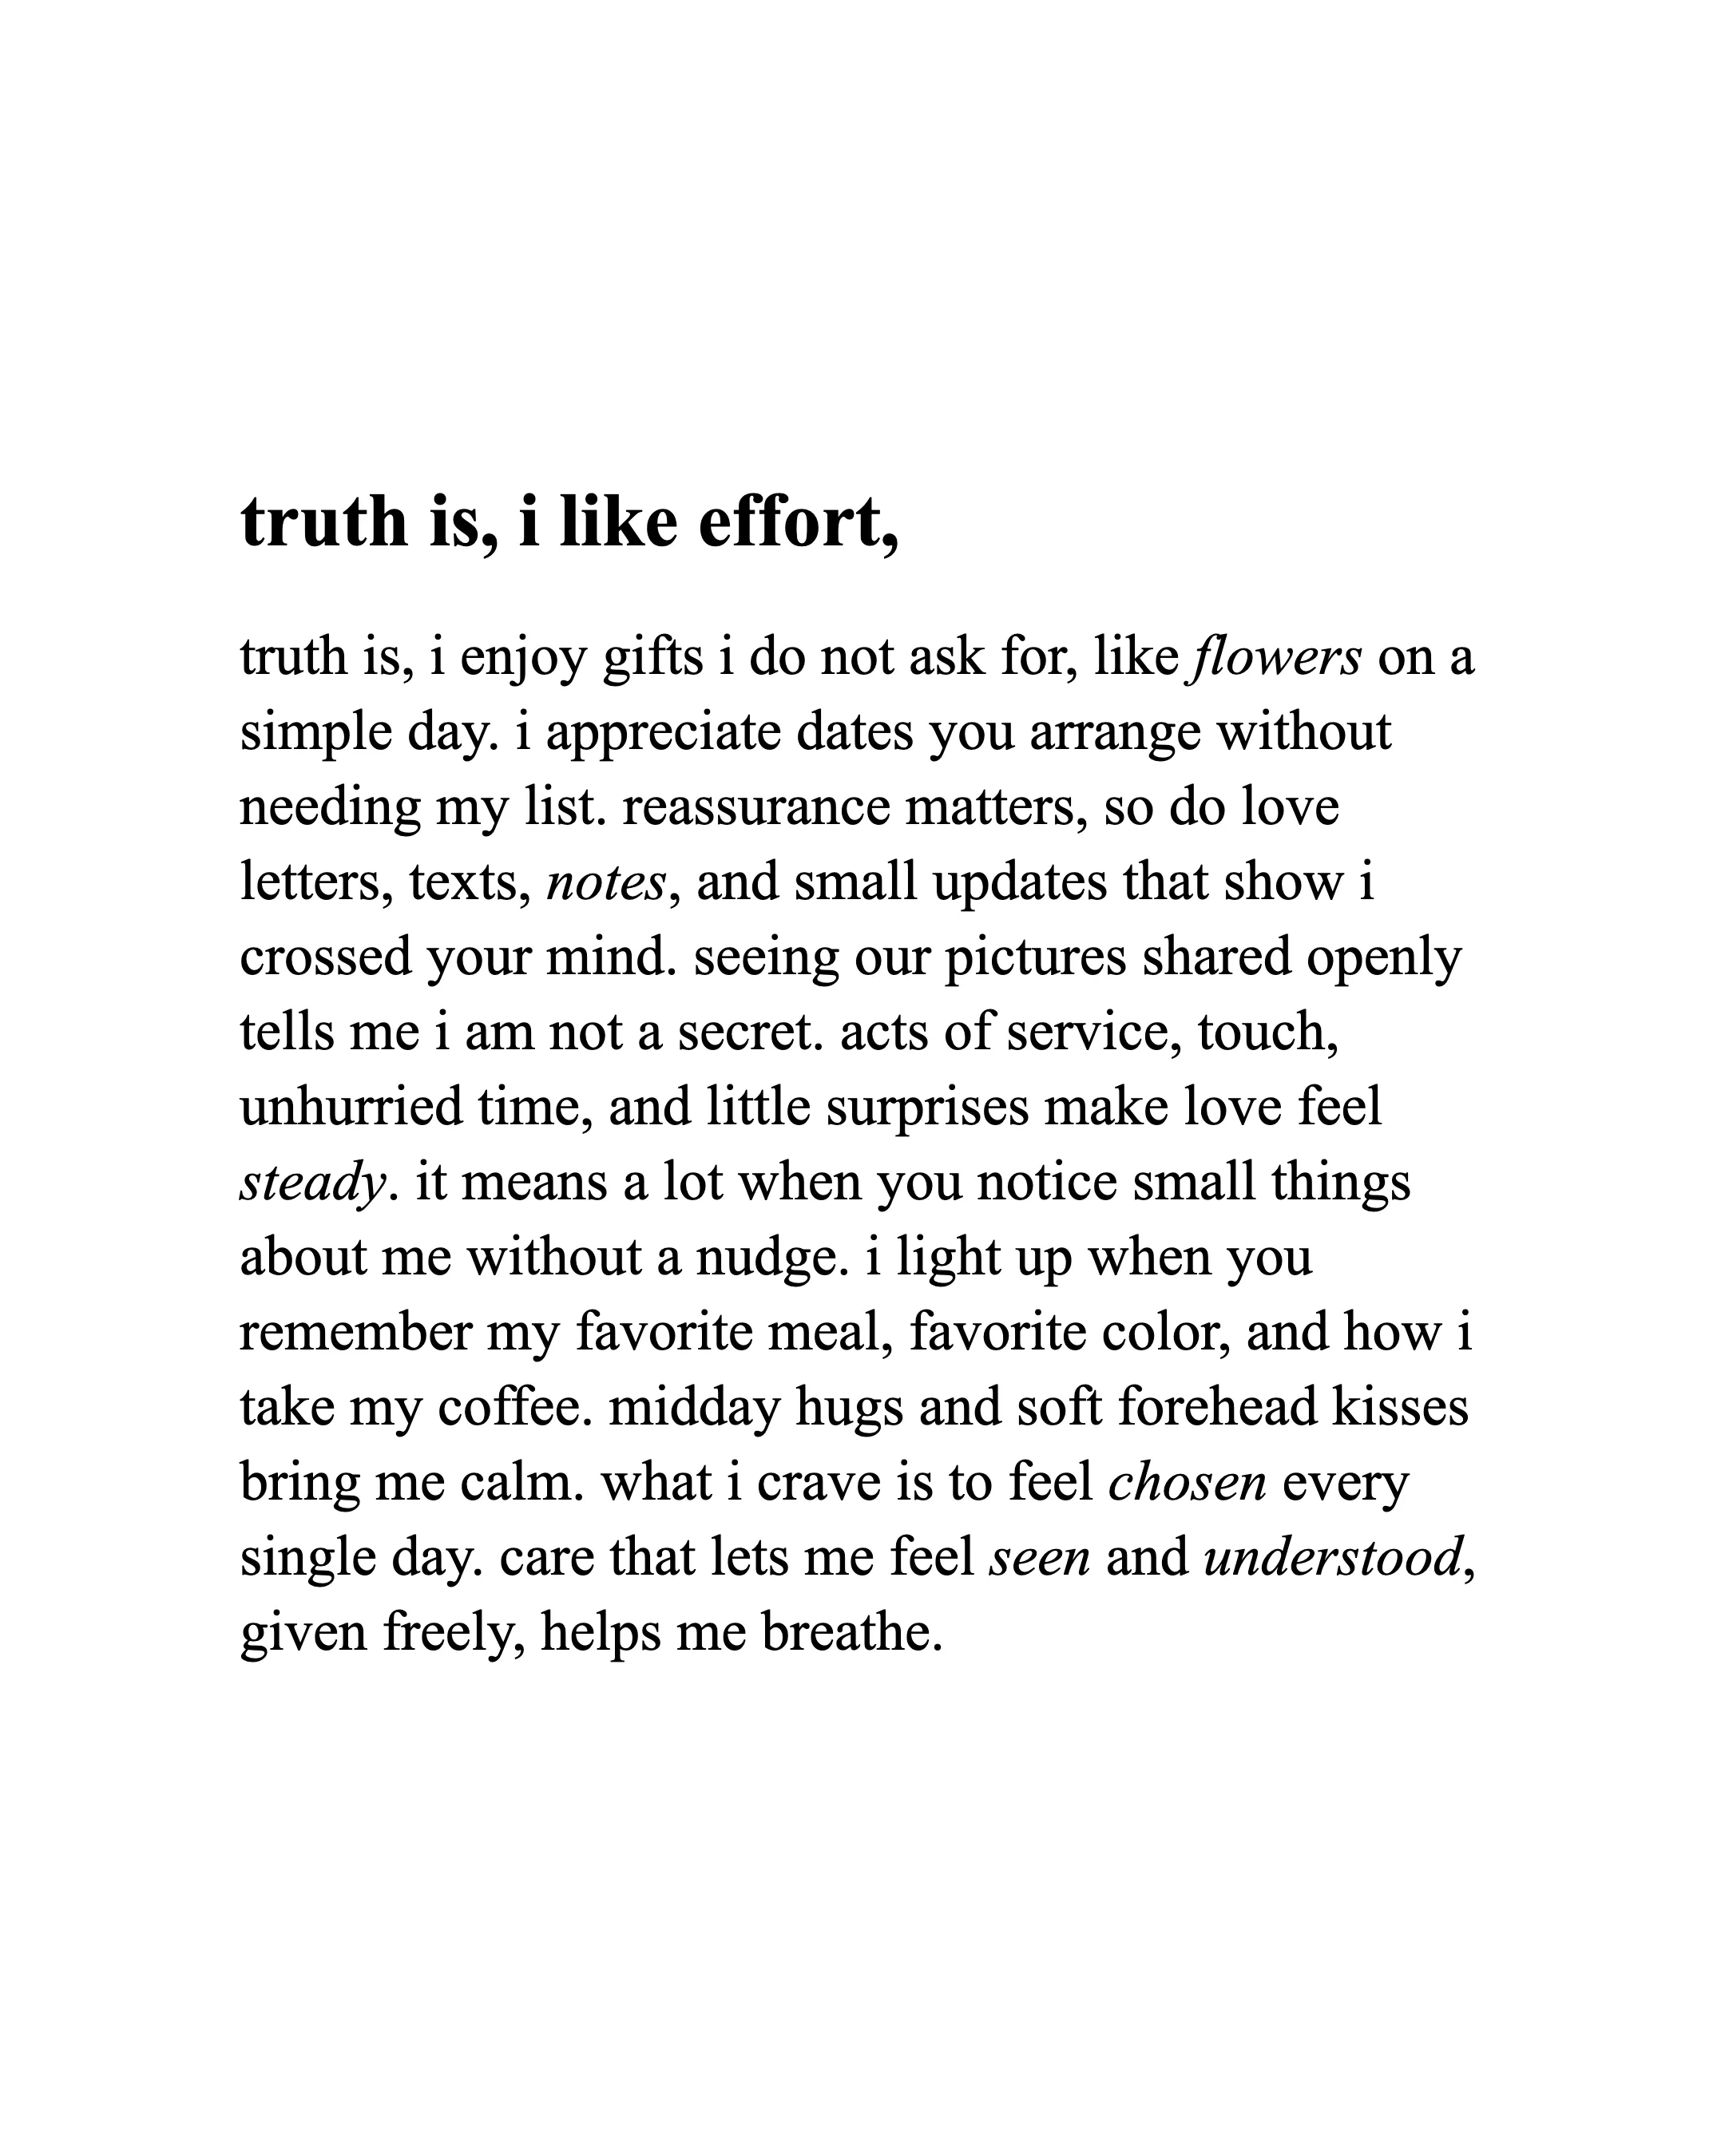 truth is, i like effort,
truth is, i enjoy gifts i do not ask for, like flowers on a
simple day. i appreciate dates you arrange without
needing my list. reassurance matters, so do love
letters, texts, notes, and small updates that show i
crossed your mind. seeing our pictures shared openly
tells me i am not a secret. acts of service, touch,
unhurried time, and little surprises make love feel
steady. it means a lot when you notice small things
about me without a nudge. i light up when you
remember my favorite meal, favorite color, and how i
take my coffee. midday hugs and soft forehead kisses
bring me calm. what i crave is to feel chosen every
single day. care that lets me feel seen and understood,
given freely, helps me breathe.